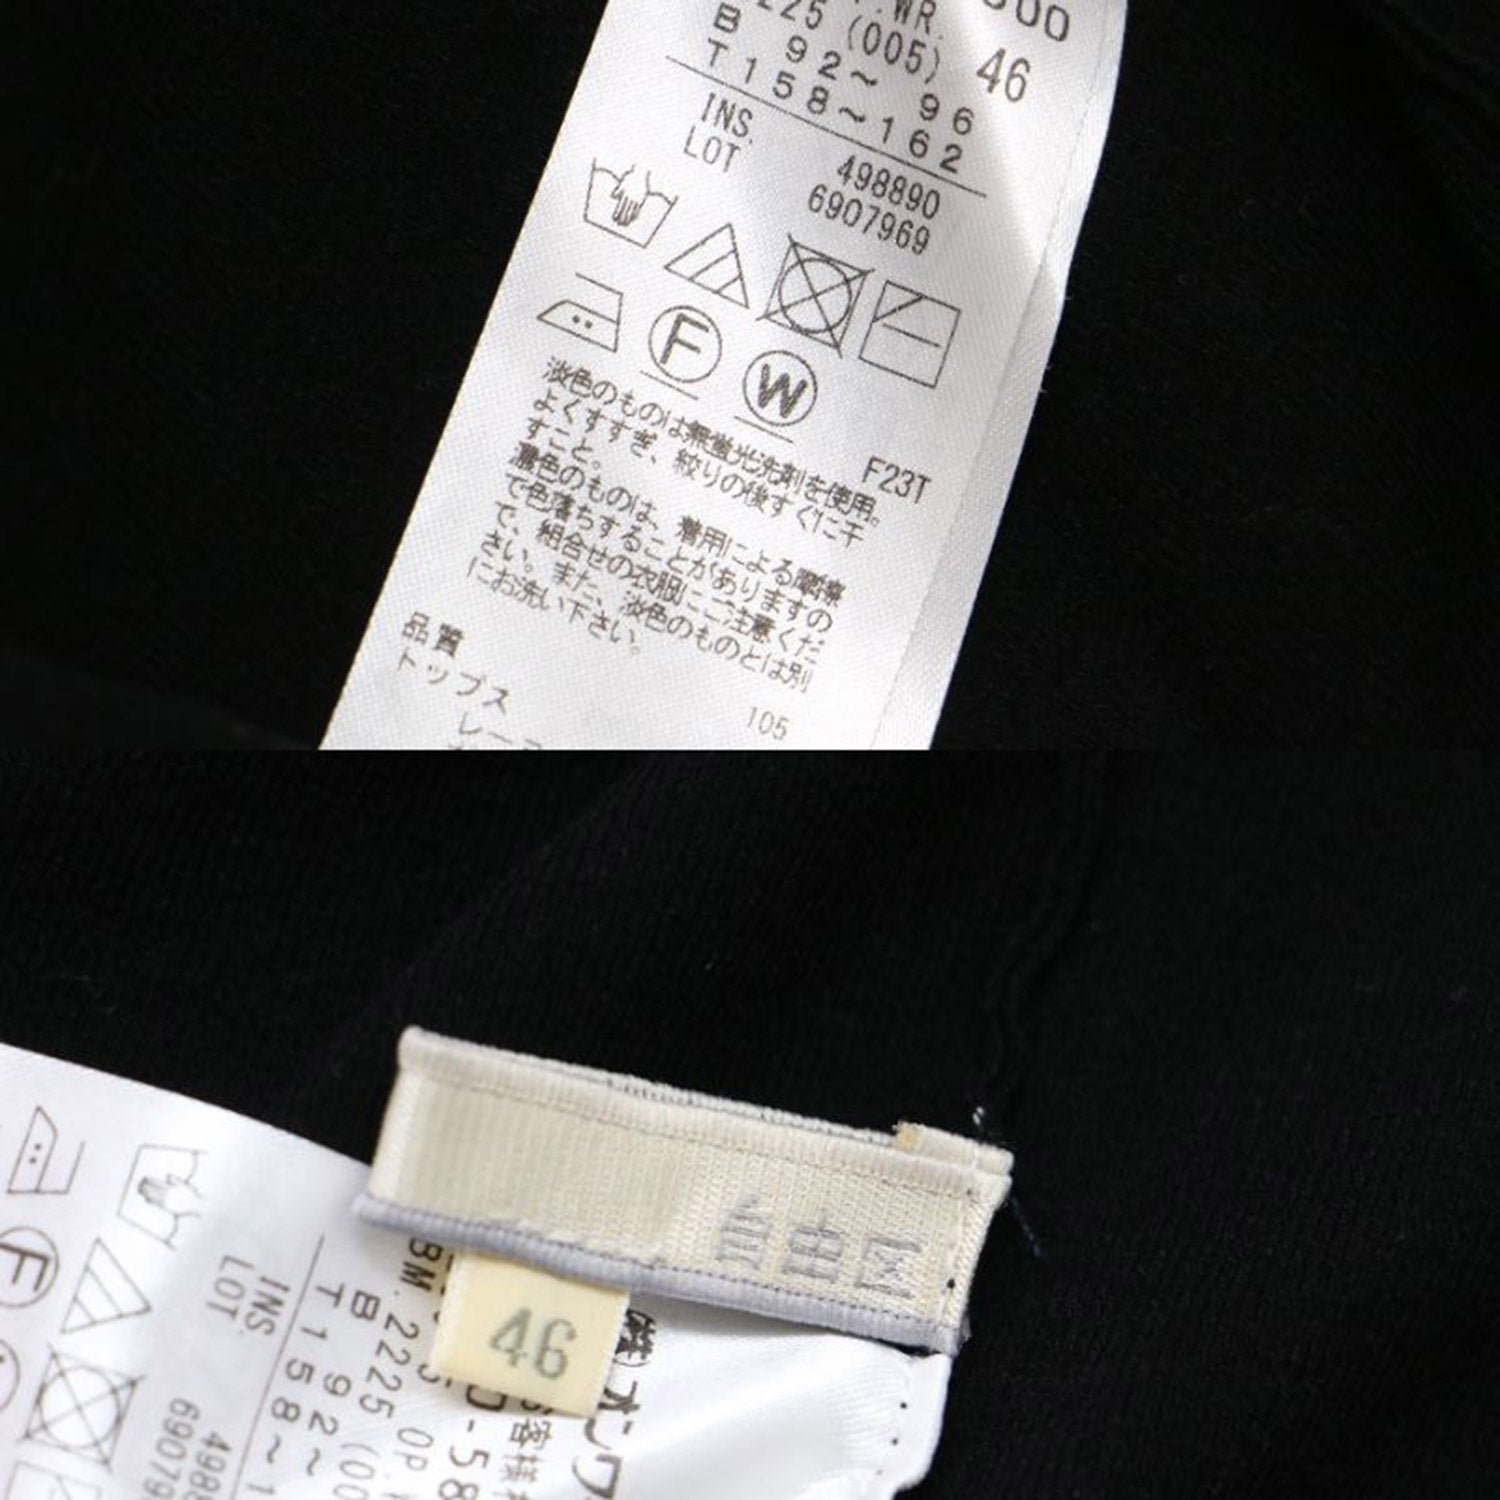 WR.
46
B 92～ 96
T158～162
INS. 498890
LOT 6907969
F
W
F23T
淡色のものは無蛍光洗剤を使用。
よくすすぎ、絞りの後すぐに干
すこと。
濃色のものは、着用による摩擦
で色落ちすることがありますの
で、組合せの衣服にご注意くだ
さい。また、淡色のものとは別
にお洗い下さい。
105
品質
トップス
自由区
46
BM.2225
B 92～
T158～1
INS.
LOT
F